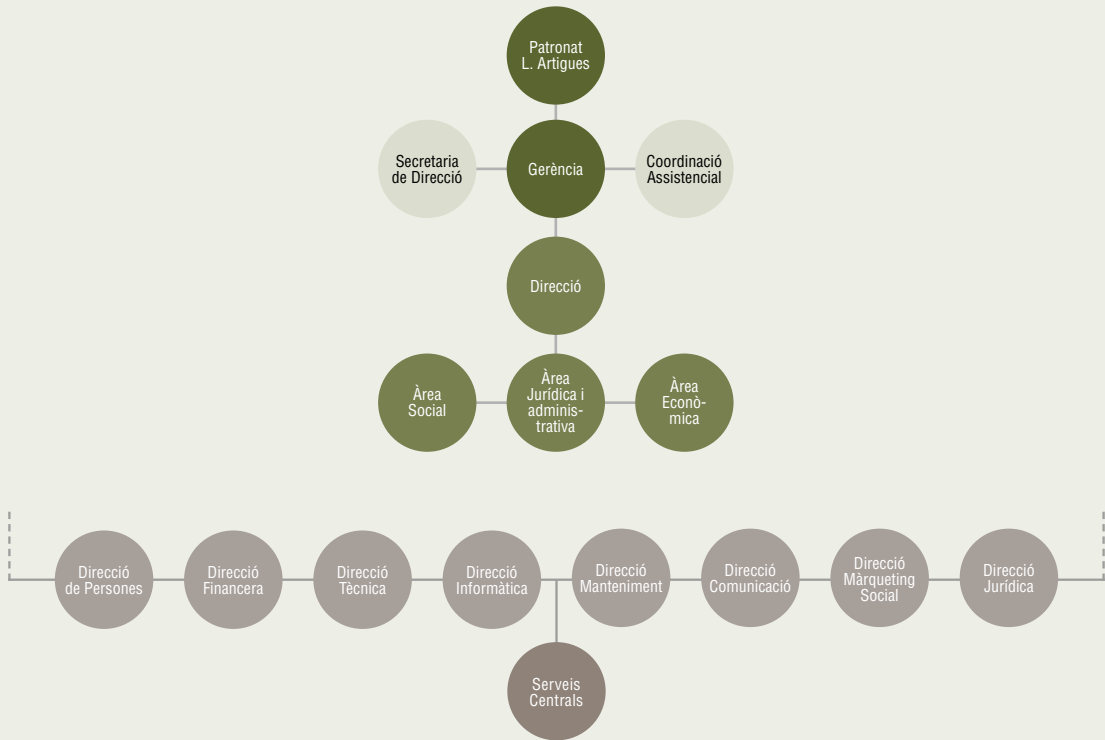 Patronat
L. Artigues
Secretaria
de Direcció
Gerència
Coordinació
Assistencial
Direcció
Àrea
Social
Àrea
Jurídica i
adminis-
trativa
Àrea
Econò-
mica
Direcció
de Persones
Direcció
Financera
Direcció
Tècnica
Direcció
Informàtica
Direcció
Manteniment
Direcció
Comunicació
Direcció
Màrqueting
Social
Direcció
Jurídica
Serveis
Centrals